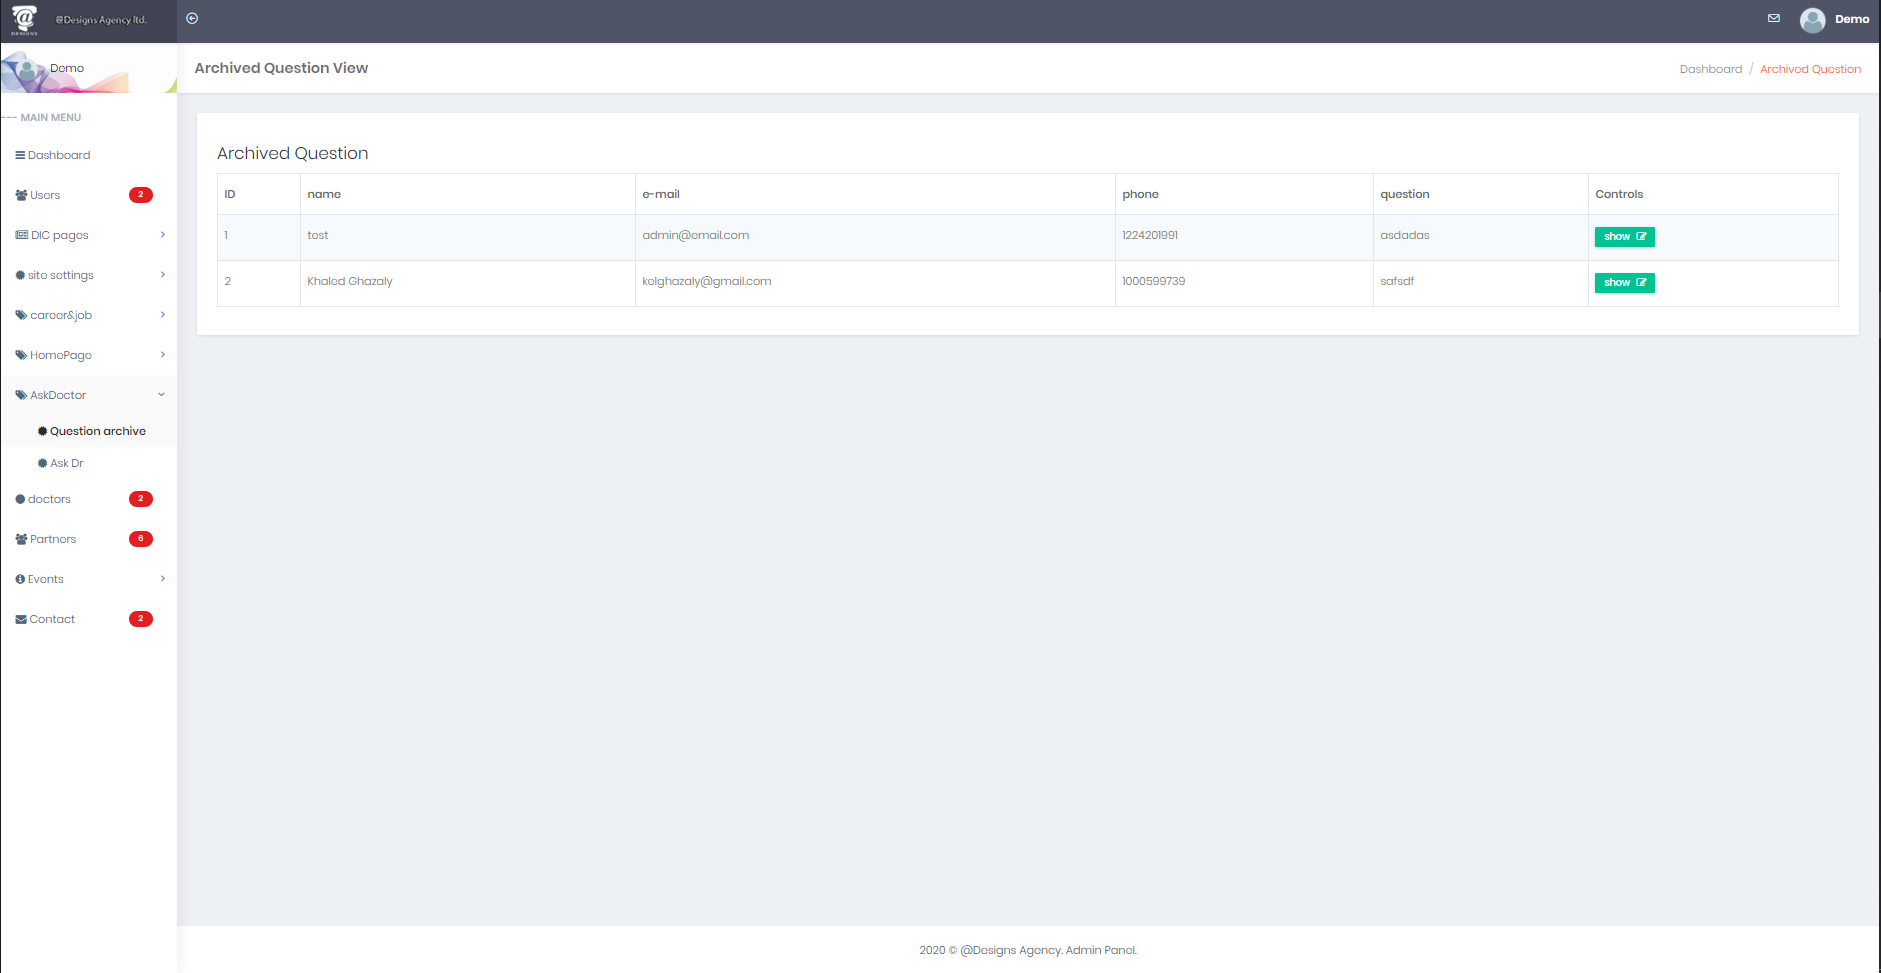 @Designs Agency ltd.
DESIGNS
Demo
Demo
Archived Question View
Dashboard / Archived Question
--- MAIN MENU
Dashboard
Users 2
DIC pages
site settings
career&job
HomePage
AskDoctor
Question archive
Ask Dr
doctors 2
Partners 6
Events
Contact 2
Archived Question
ID name e-mail phone question Controls
1 test admin@email.com 1224201991 asdadas show
2 Khaled Ghazaly kelghazaly@gmail.com 1000599739 safsdf show
2020 © @Designs Agency. Admin Panel.